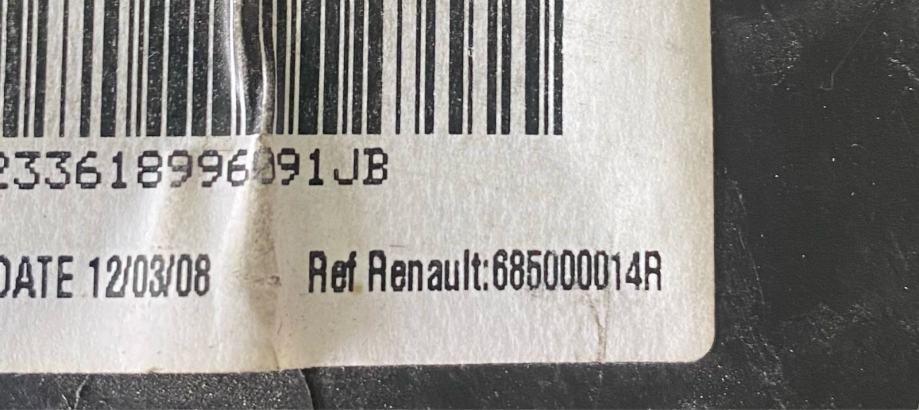 233618996091JB
DATE 12/03/08 Ref Renault:685000014R